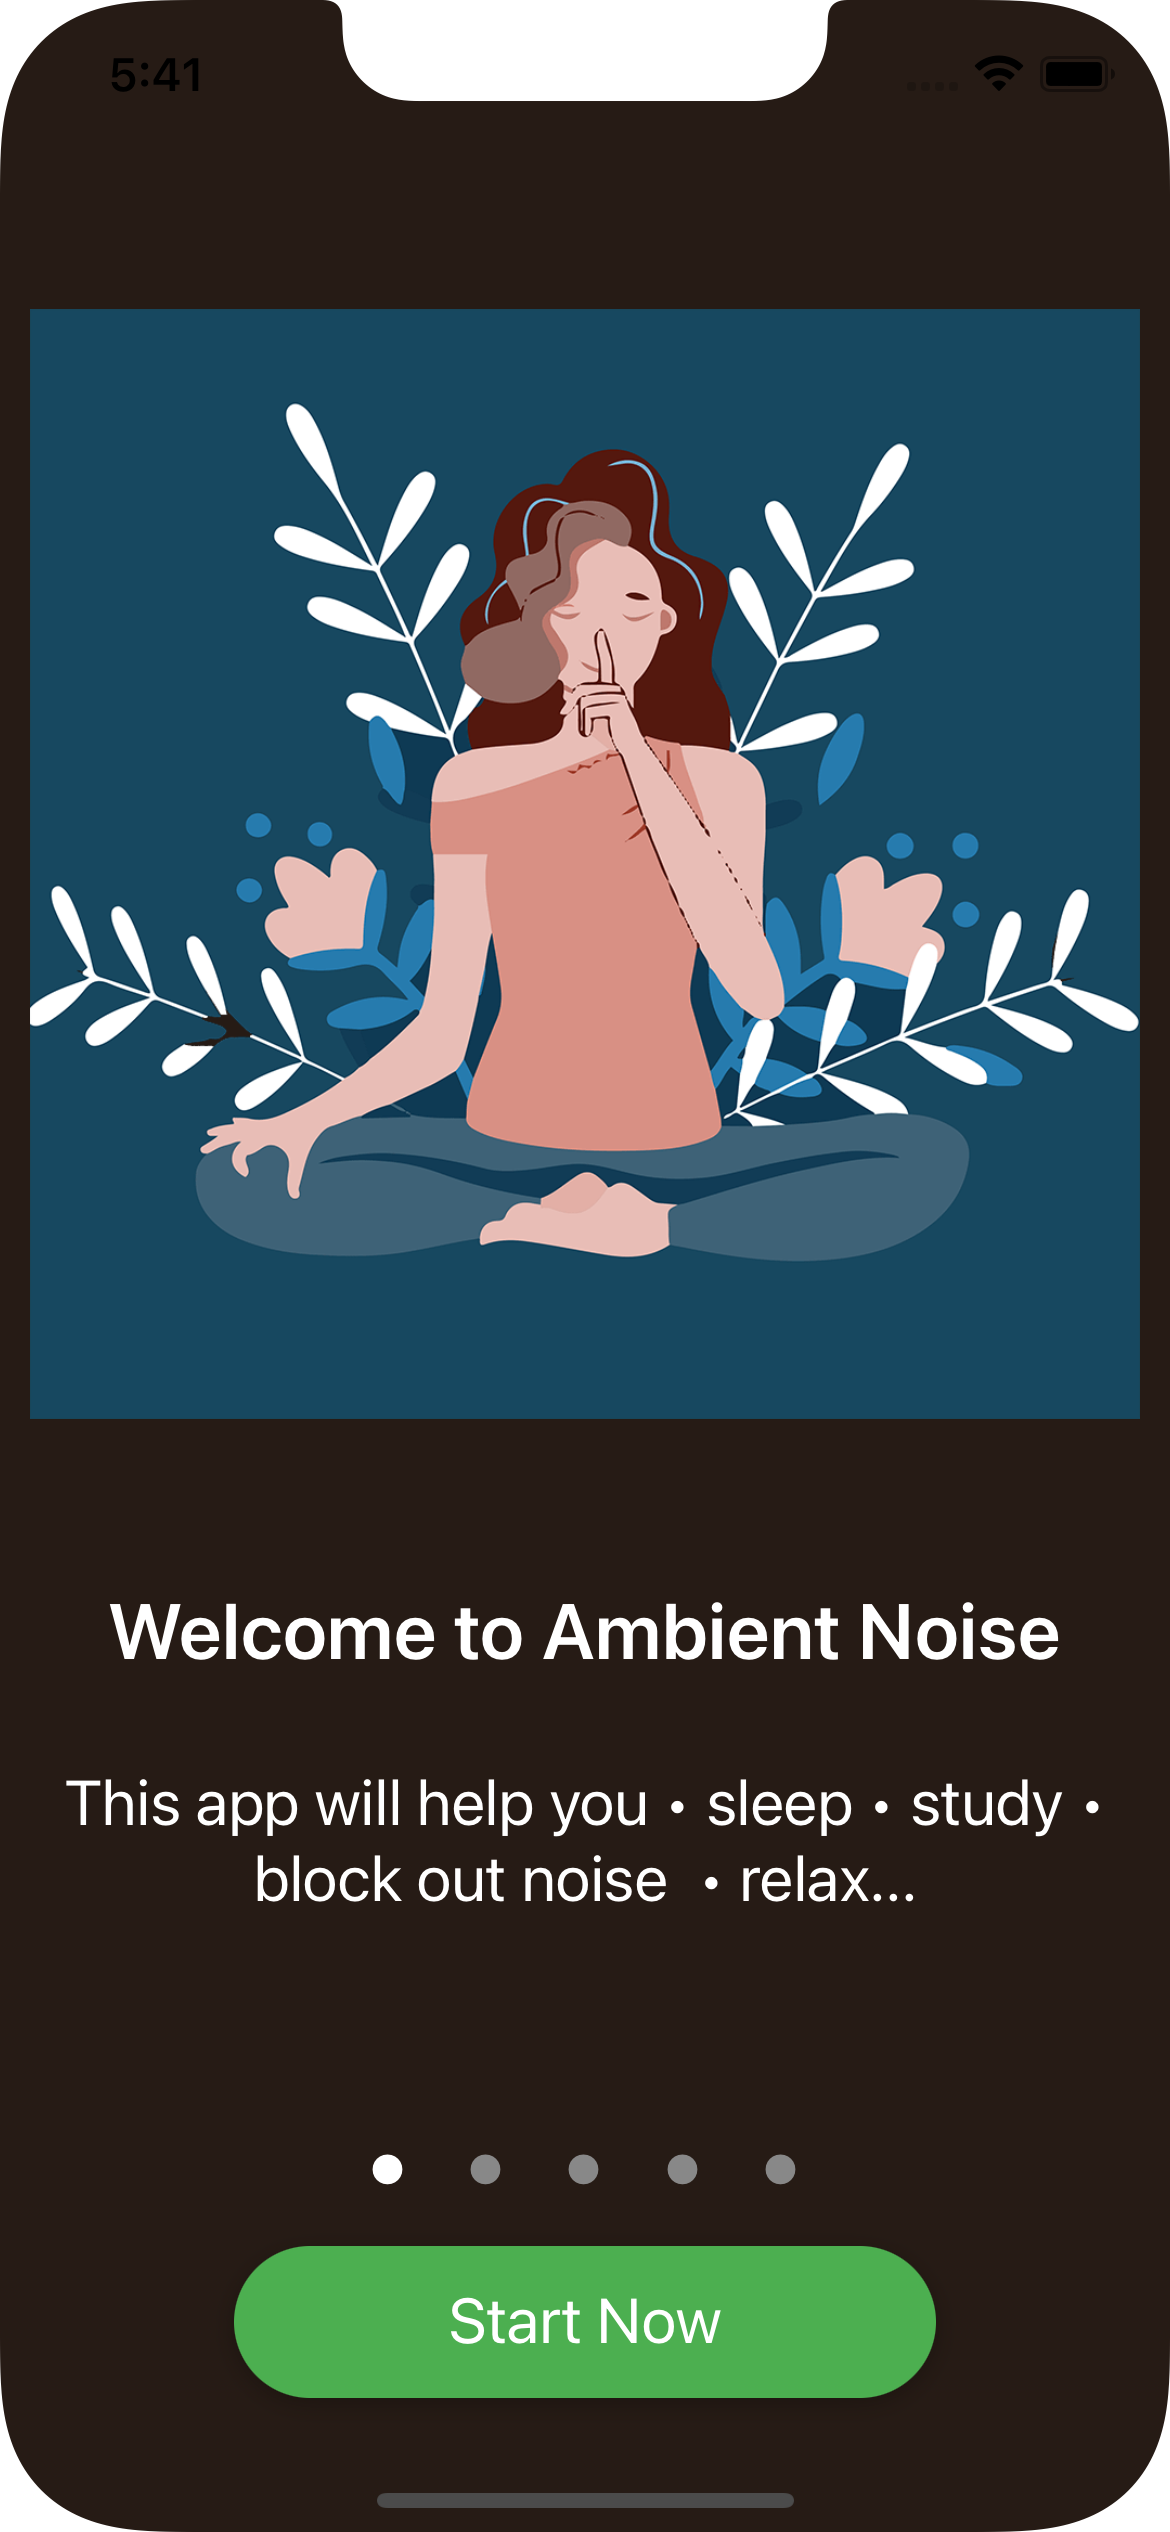 5:41
Welcome to Ambient Noise
This app will help you • sleep • study •
block out noise  • relax...
Start Now